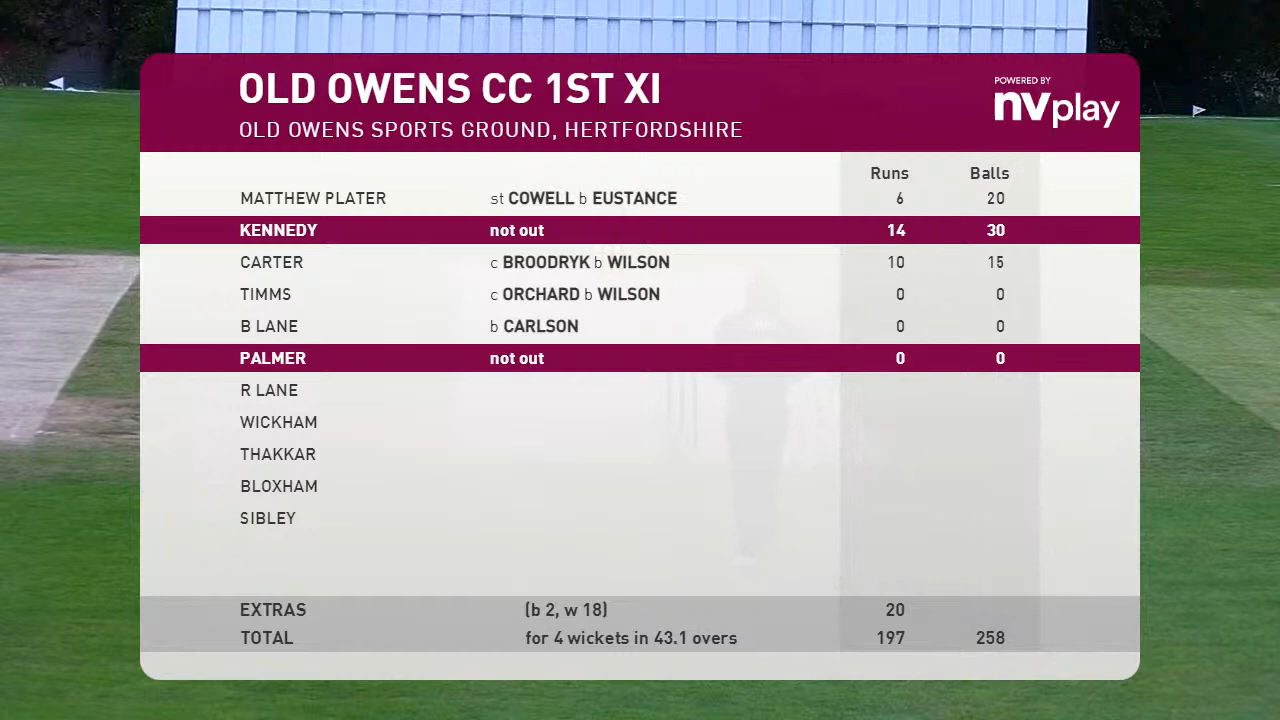 OLD OWENS CC 1ST XI
OLD OWENS SPORTS GROUND, HERTFORDSHIRE
POWERED BY
nvplay
Runs Balls
MATTHEW PLATER st COWELL b EUSTANCE 6 20
KENNEDY not out 14 30
CARTER c BROODRYK b WILSON 10 15
TIMMS c ORCHARD b WILSON 0 0
B LANE b CARLSON 0 0
PALMER not out 0 0
R LANE
WICKHAM
THAKKAR
BLOXHAM
SIBLEY
EXTRAS (b 2, w 18) 20
TOTAL for 4 wickets in 43.1 overs 197 258